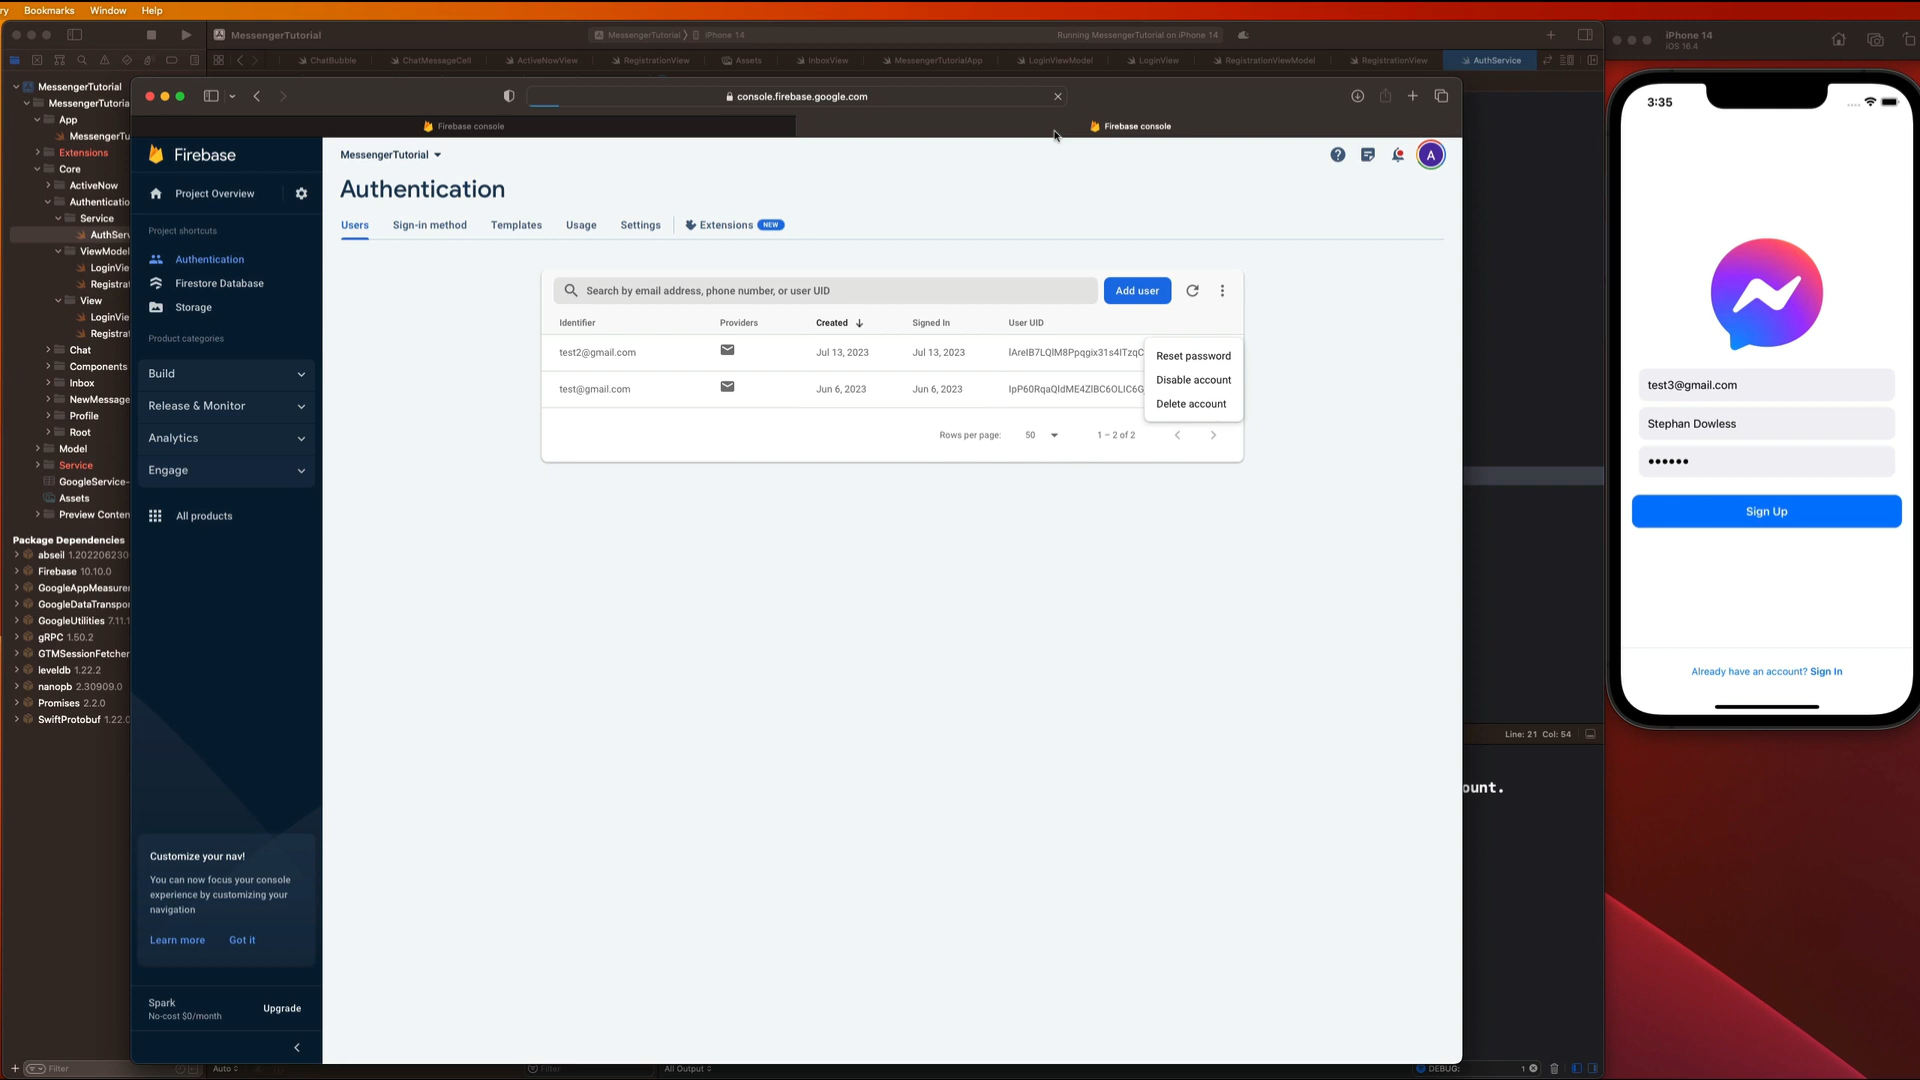 ry Bookmarks Window Help
MessengerTutorial
MessengerTutorial iPhone 14
Running MessengerTutorial on iPhone 14
ChatBubble ChatMessageCell ActiveNowView RegistrationView Assets InboxView MessengerTutorialApp LoginViewModel LoginView RegistrationViewModel RegistrationView AuthService
MessengerTutorial
MessengerTutoria
App
MessengerTu
Extensions
Core
ActiveNow
Authenticatio
Service
AuthServ
ViewModel
LoginVie
Registrat
View
LoginVie
Registrat
Chat
Components
Inbox
NewMessage
Profile
Root
Model
Service
GoogleService-
Assets
Preview Conten
Package Dependencies
abseil 1.202206230
Firebase 10.10.0
GoogleAppMeasure
GoogleDataTranspo
GoogleUtilities 7.11.1
gRPC 1.50.2
GTMSessionFetcher
leveldb 1.22.2
nanopb 2.30909.0
Promises 2.2.0
SwiftProtobuf 1.22.0
Filter
console.firebase.google.com
Firebase console
Firebase console
Firebase
Project Overview
Project shortcuts
Authentication
Firestore Database
Storage
Product categories
Build
Release & Monitor
Analytics
Engage
All products
Customize your nav!
You can now focus your console
experience by customizing your
navigation
Learn more Got it
Spark
No-cost $0/month
Upgrade
MessengerTutorial
A
Authentication
Users Sign-in method Templates Usage Settings Extensions NEW
Search by email address, phone number, or user UID
Add user
Identifier Providers Created Signed In User UID
test2@gmail.com Jul 13, 2023 Jul 13, 2023
test@gmail.com Jun 6, 2023 Jun 6, 2023
Reset password
Disable account
Delete account
Rows per page: 50 1 – 2 of 2
Line: 21 Col: 54
ount.
Auto
Filter
All Output
DEBUG:
1
iPhone 14
iOS 16.4
3:35
test3@gmail.com
Stephan Dowless
••••••
Sign Up
Already have an account? Sign In